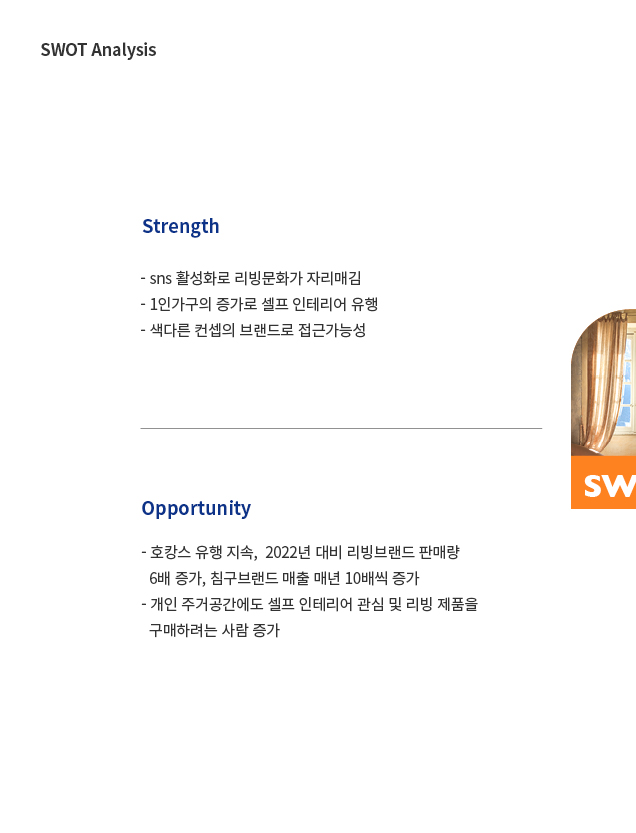 SWOT Analysis
Strength
- sns 활성화로 리빙문화가 자리매김
- 1인가구의 증가로 셀프 인테리어 유행
- 색다른 컨셉의 브랜드로 접근가능성
SW
Opportunity
- 호캉스 유행 지속,  2022년 대비 리빙브랜드 판매량
6배 증가, 침구브랜드 매출 매년 10배씩 증가
- 개인 주거공간에도 셀프 인테리어 관심 및 리빙 제품을
구매하려는 사람 증가